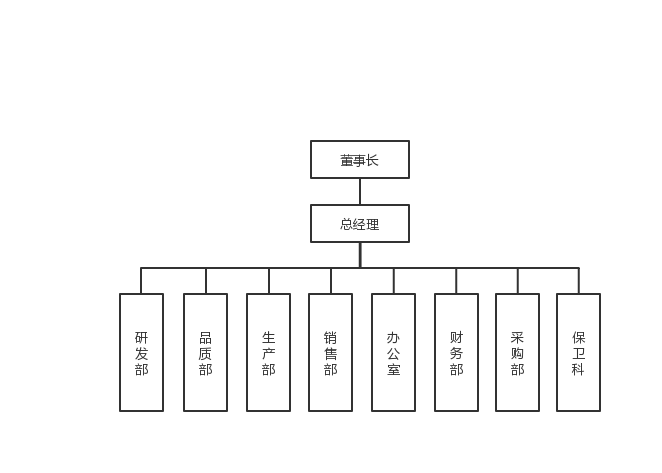 董事长
总经理
研发部
品质部
生产部
销售部
办公室
财务部
采购部
保卫科